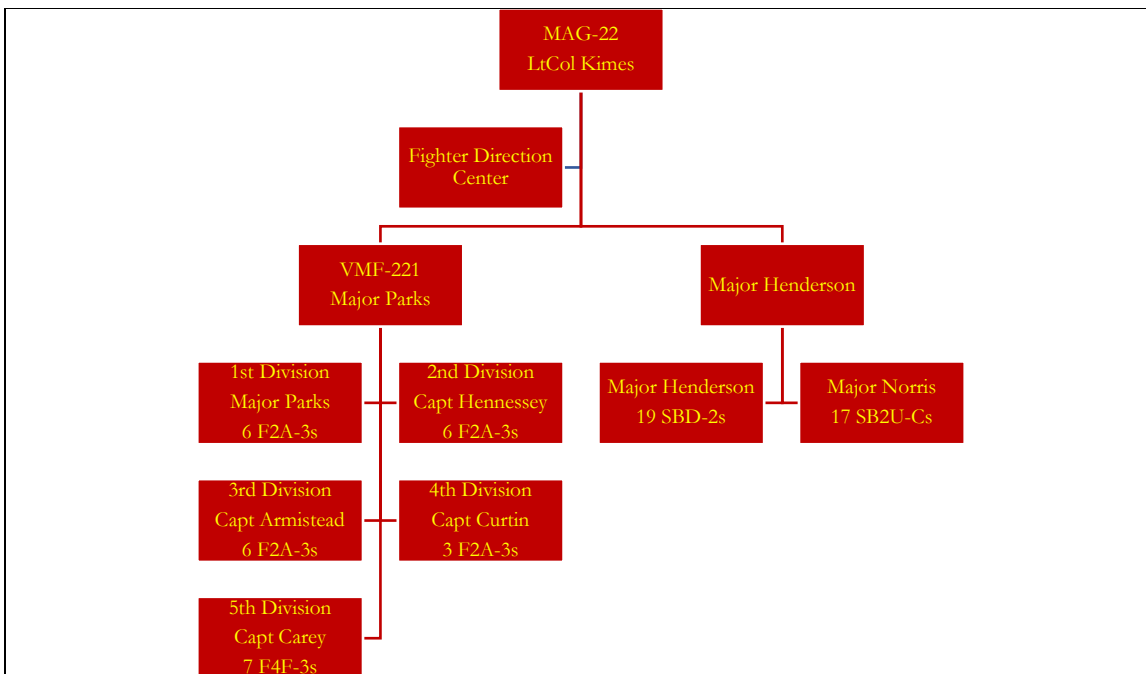 MAG-22
LtCol Kimes
Fighter Direction
Center
VMF-221
Major Parks
Major Henderson
1st Division
Major Parks
6 F2A-3s
2nd Division
Capt Hennessey
6 F2A-3s
Major Henderson
19 SBD-2s
Major Norris
17 SB2U-Cs
3rd Division
Capt Armistead
6 F2A-3s
4th Division
Capt Curtin
3 F2A-3s
5th Division
Capt Carey
7 F4F-3s